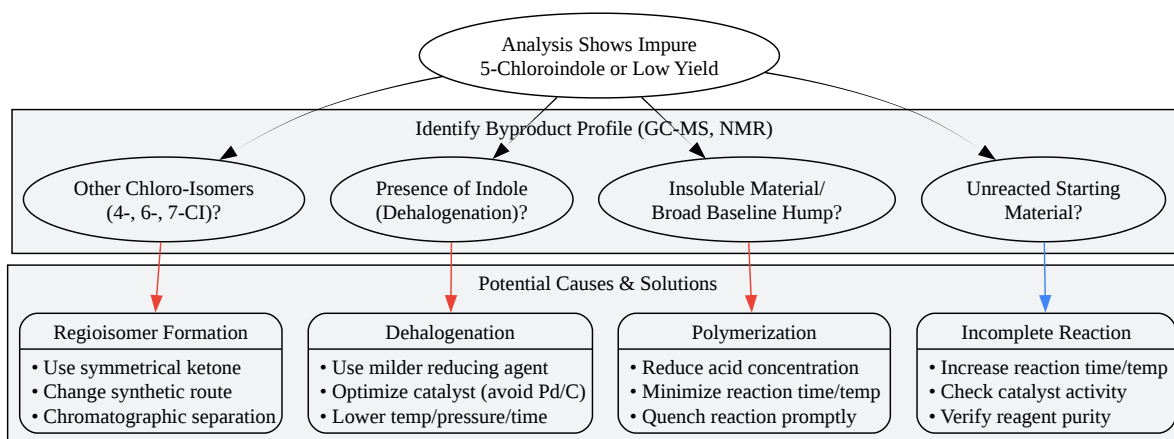 Analysis Shows Impure
5-Chloroindole or Low Yield
Identify Byproduct Profile (GC-MS, NMR)
Other Chloro-Isomers
(4-, 6-, 7-Cl)?
Presence of Indole
(Dehalogenation)?
Insoluble Material/
Broad Baseline Hump?
Unreacted Starting
Material?
Potential Causes & Solutions
Regioisomer Formation
• Use symmetrical ketone
• Change synthetic route
• Chromatographic separation
Dehalogenation
• Use milder reducing agent
• Optimize catalyst (avoid Pd/C)
• Lower temp/pressure/time
Polymerization
• Reduce acid concentration
• Minimize reaction time/temp
• Quench reaction promptly
Incomplete Reaction
• Increase reaction time/temp
• Check catalyst activity
• Verify reagent purity